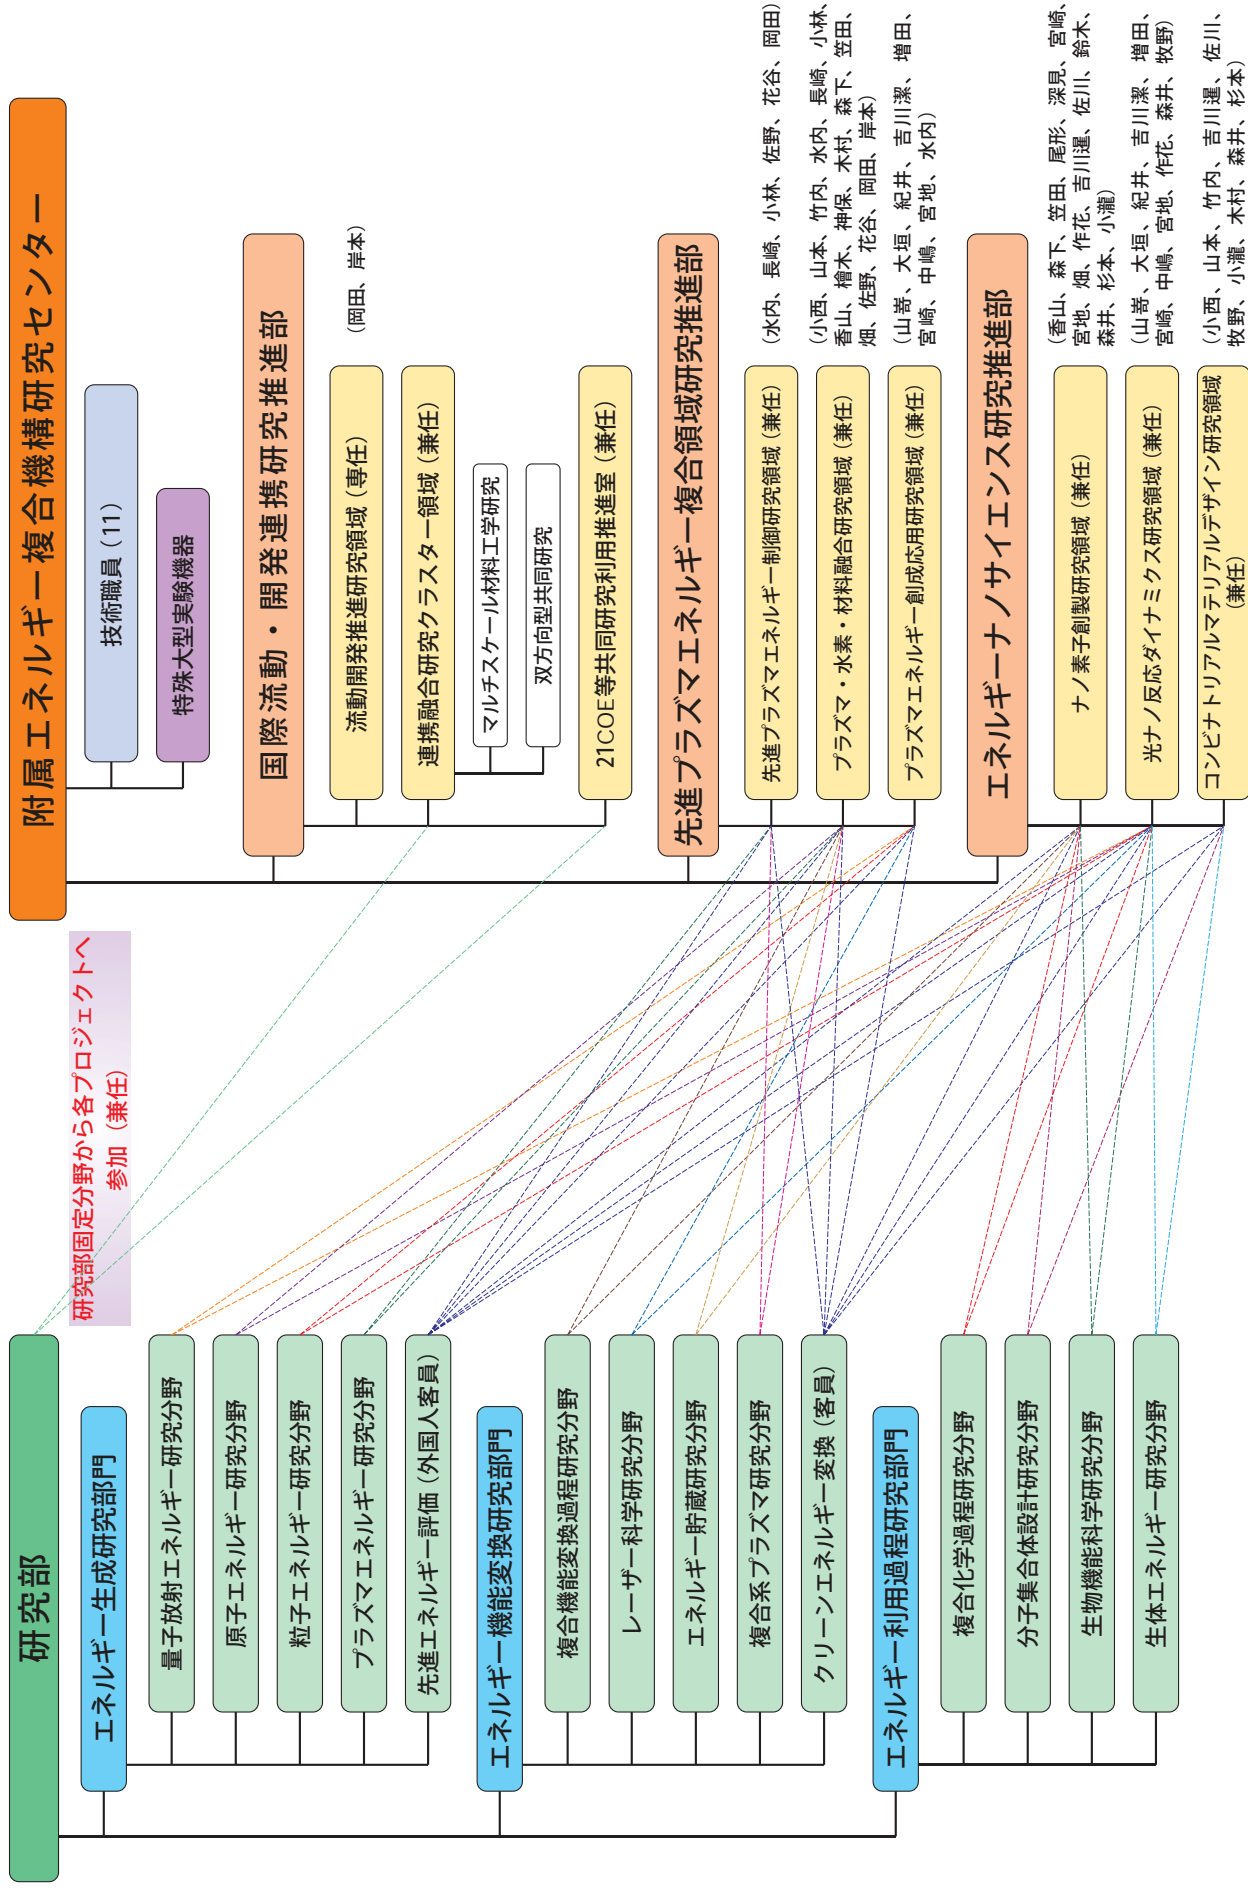 研究部
エネルギー生成研究部門
量子放射エネルギー研究分野
原子エネルギー研究分野
粒子エネルギー研究分野
プラズマエネルギー研究分野
先進エネルギー評価（外国人客員）
エネルギー機能変換研究部門
複合機能変換過程研究分野
レーザー科学研究分野
エネルギー貯蔵研究分野
複合系プラズマ研究分野
クリーンエネルギー変換（客員）
エネルギー利用過程研究部門
複合化学過程研究分野
分子集合体設計研究分野
生物機能科学研究分野
生体エネルギー研究分野
研究部固定分野から各プロジェクトへ
参加（兼任）
附属エネルギー複合機構研究センター
技術職員（11）
特殊大型実験機器
国際流動・開発連携研究推進部
流動開発推進研究領域（専任）
（岡田、岸本）
連携融合研究クラスター領域（兼任）
マルチスケール材料工学研究
双方向型共同研究
21COE等共同研究利用推進室（兼任）
先進プラズマエネルギー複合領域研究推進部
先進プラズマエネルギー制御研究領域（兼任）
（水内、長崎、小林、佐野、花谷、岡田）
プラズマ・水素・材料融合研究領域（兼任）
（小西、山本、竹内、水内、長崎、小林、
香山、檜木、神保、木村、森下、笠田、
畑、佐野、花谷、岡田、岸本）
プラズマエネルギー創成応用研究領域（兼任）
（山嵜、大垣、紀井、吉川潔、増田、
宮崎、中嶋、宮地、水内）
エネルギーナノサイエンス研究推進部
ナノ素子創製研究領域（兼任）
（香山、森下、笠田、尾形、深見、宮崎、
宮地、畑、作花、吉川暹、佐川、鈴木、
森井、杉本、小瀧）
光ナノ反応ダイナミクス研究領域（兼任）
（山嵜、大垣、紀井、吉川潔、増田、
宮崎、中嶋、宮地、作花、森井、牧野）
コンビナトリアルマテリアルデザイン研究領域
（兼任）
（小西、山本、竹内、吉川暹、佐川、
牧野、小瀧、木村、森井、杉本）